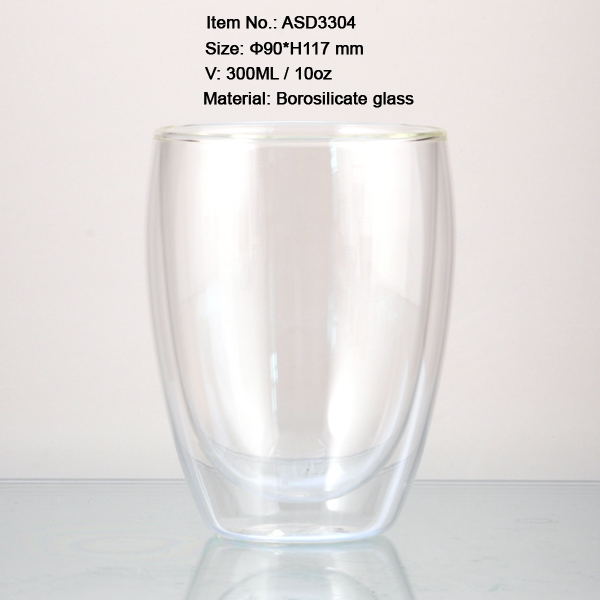 Item No.: ASD3304
Size: Φ90*H117 mm
V: 300ML / 10oz
Material: Borosilicate glass